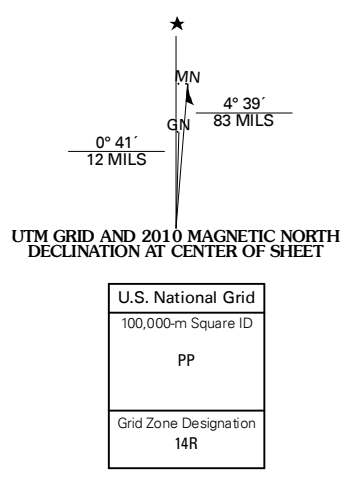 MN
4° 39´
83 MILS
GN
0° 41´
12 MILS
UTM GRID AND 2010 MAGNETIC NORTH
DECLINATION AT CENTER OF SHEET
U.S. National Grid
100,000-m Square ID
PP
Grid Zone Designation
14R